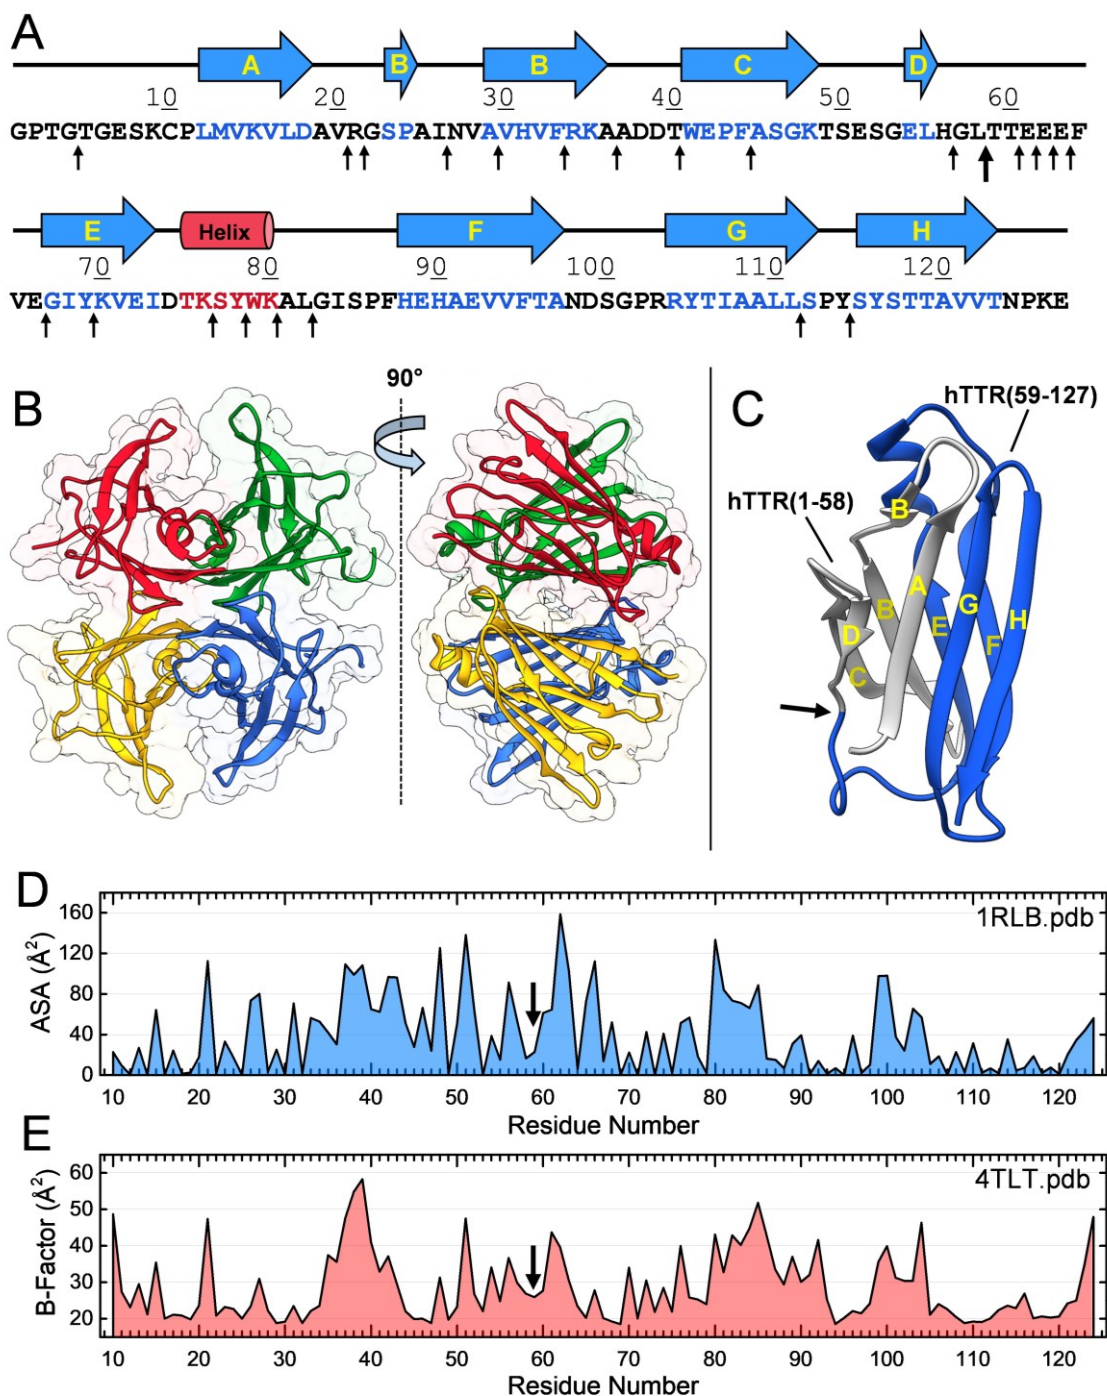 A
A B B C D
10 20 30 40 50 60
GPTGTGESKCPLMVKVLDAVRGSPAINVAVHVFRKAADDTWEPFASGKTSESGELHGLTTEEEF
E Helix F G H
70 80 90 100 110 120
VEGIYKVEIDTKSYWKALGISPFHEHAEVVFTANDSGPRRYTIAALLSPYSYSTTAVVTNPKE
B
90°
C
hTTR(59-127)
hTTR(1-58)
B
A
B
D
C
E
G
F
H
D
1RLB.pdb
ASA (Å²)
160
120
80
40
0
10 20 30 40 50 60 70 80 90 100 110 120
Residue Number
E
4TLT.pdb
B-Factor (Å²)
60
50
40
30
20
10 20 30 40 50 60 70 80 90 100 110 120
Residue Number